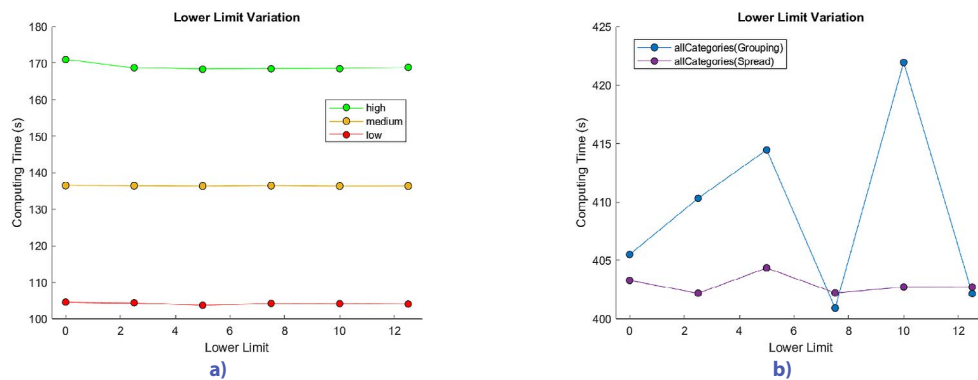 Lower Limit Variation
180
170
160
150
140
130
120
110
100
Computing Time (s)
high
medium
low
0 2 4 6 8 10 12
Lower Limit
a)
Lower Limit Variation
425
420
415
410
405
400
Computing Time (s)
allCategories(Grouping)
allCategories(Spread)
0 2 4 6 8 10 12
Lower Limit
b)